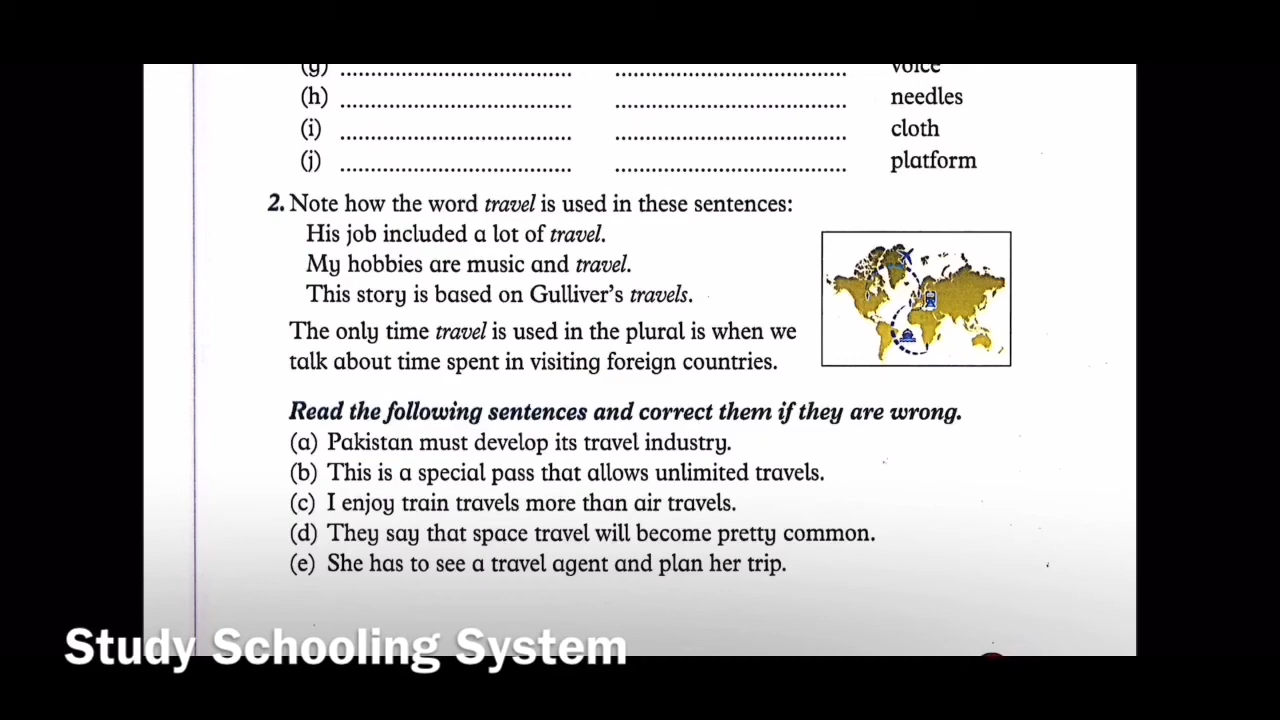 (g) ........................................ ........................................ voice
(h) ........................................ ........................................ needles
(i) ........................................ ........................................ cloth
(j) ........................................ ........................................ platform
2. Note how the word travel is used in these sentences:
His job included a lot of travel.
My hobbies are music and travel.
This story is based on Gulliver's travels.
The only time travel is used in the plural is when we
talk about time spent in visiting foreign countries.
Read the following sentences and correct them if they are wrong.
(a) Pakistan must develop its travel industry.
(b) This is a special pass that allows unlimited travels.
(c) I enjoy train travels more than air travels.
(d) They say that space travel will become pretty common.
(e) She has to see a travel agent and plan her trip.
Study Schooling System